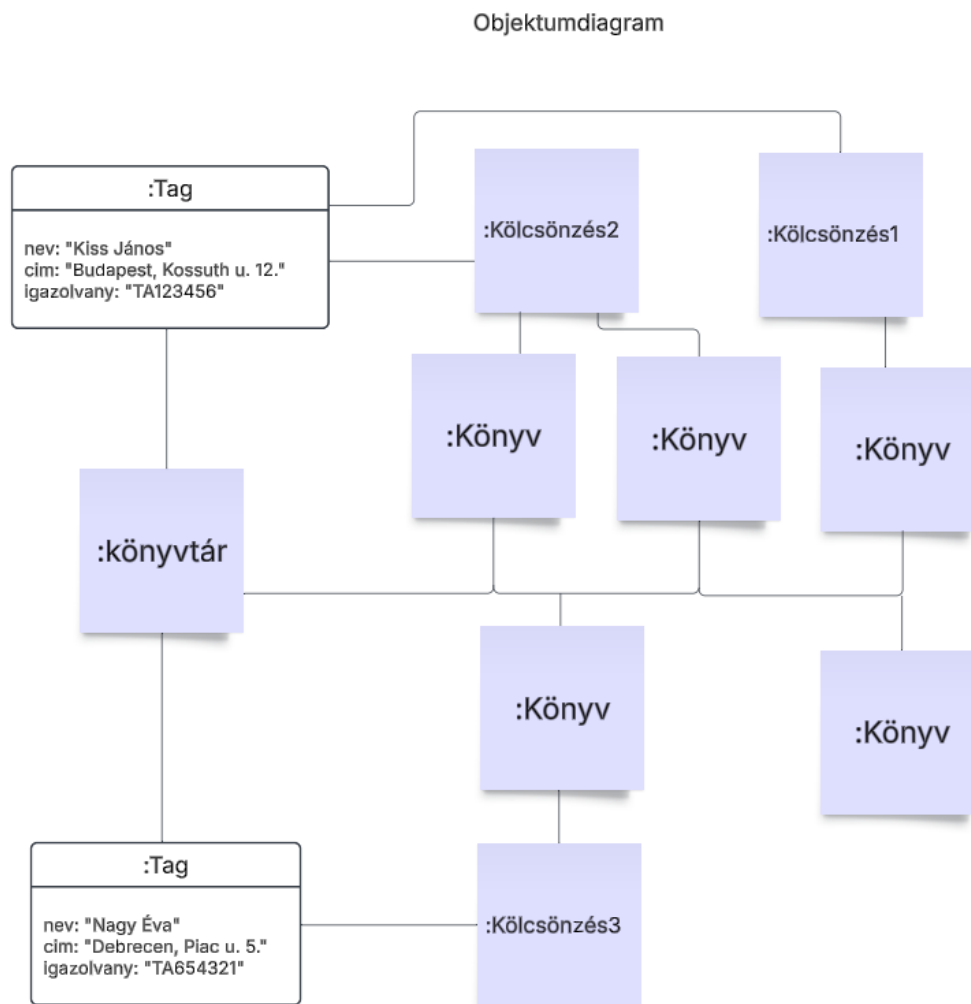 Objektumdiagram
:Tag
nev: "Kiss János"
cim: "Budapest, Kossuth u. 12."
igazolvany: "TA123456"
:Kölcsönzés2
:Kölcsönzés1
:Könyv
:Könyv
:Könyv
:könyvtár
:Könyv
:Könyv
:Tag
nev: "Nagy Éva"
cim: "Debrecen, Piac u. 5."
igazolvany: "TA654321"
:Kölcsönzés3